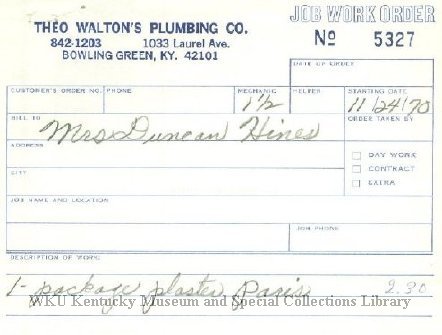 THEO WALTON'S PLUMBING CO.
842-1203 1033 Laurel Ave.
BOWLING GREEN, KY. 42101
JOB WORK ORDER
No 5327
DATE OF ORDER
CUSTOMER'S ORDER NO. PHONE MECHANIC HELPER STARTING DATE
1½ 11/24/70
BILL TO ORDER TAKEN BY
Mrs Duncan Hines
ADDRESS
DAY WORK
CITY CONTRACT
EXTRA
JOB NAME AND LOCATION
JOB PHONE
DESCRIPTION OF WORK:
1- package plaster Paris 2.30
WKU Kentucky Museum and Special Collections Library